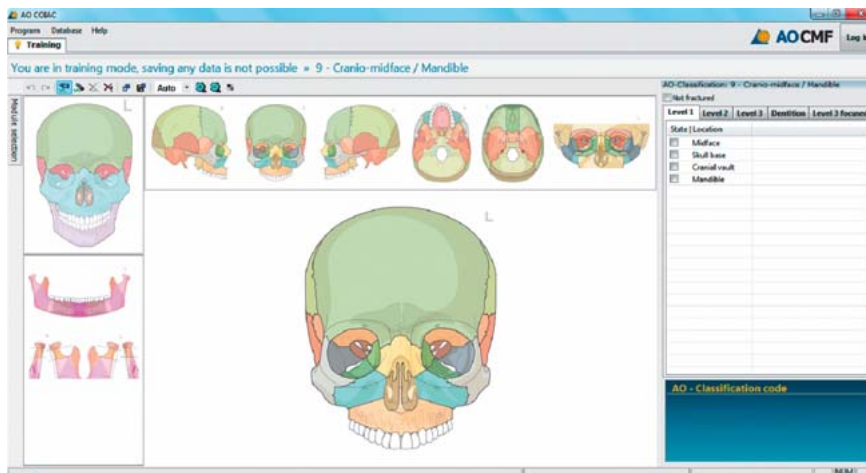 AO COIAC
Program Database Help
Training
AOCMF
Log i
You are in training mode, saving any data is not possible » 9 - Cranio-midface / Mandible
Auto
Module selection
L
L
AO-Classification: 9 - Cranio-midface / Mandible
Not fractured
Level 1 Level 2 Level 3 Dentition Level 3 focused
State Location
Midface
Skull base
Cranial vault
Mandible
AO - Classification code
NUM